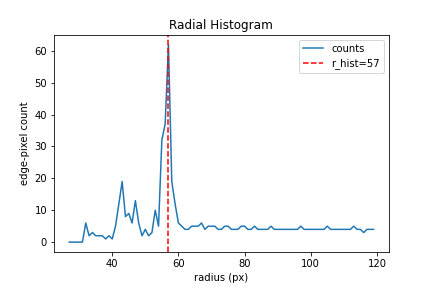 Radial Histogram
counts
r_hist=57
edge-pixel count
60
50
40
30
20
10
0
40 60 80 100 120
radius (px)